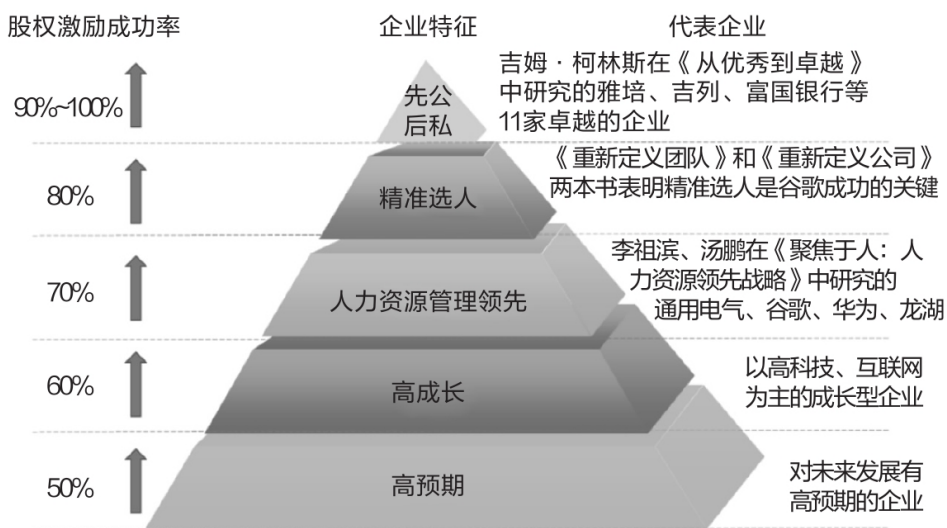 股权激励成功率 企业特征 代表企业
90%~100%
先公
后私
吉姆·柯林斯在《从优秀到卓越》
中研究的雅培、吉列、富国银行等
11家卓越的企业
80%
精准选人
《重新定义团队》和《重新定义公司》
两本书表明精准选人是谷歌成功的关键
70%
人力资源管理领先
李祖滨、汤鹏在《聚焦于人：人
力资源领先战略》中研究的
通用电气、谷歌、华为、龙湖
60%
高成长
以高科技、互联网
为主的成长型企业
50%
高预期
对未来发展有
高预期的企业